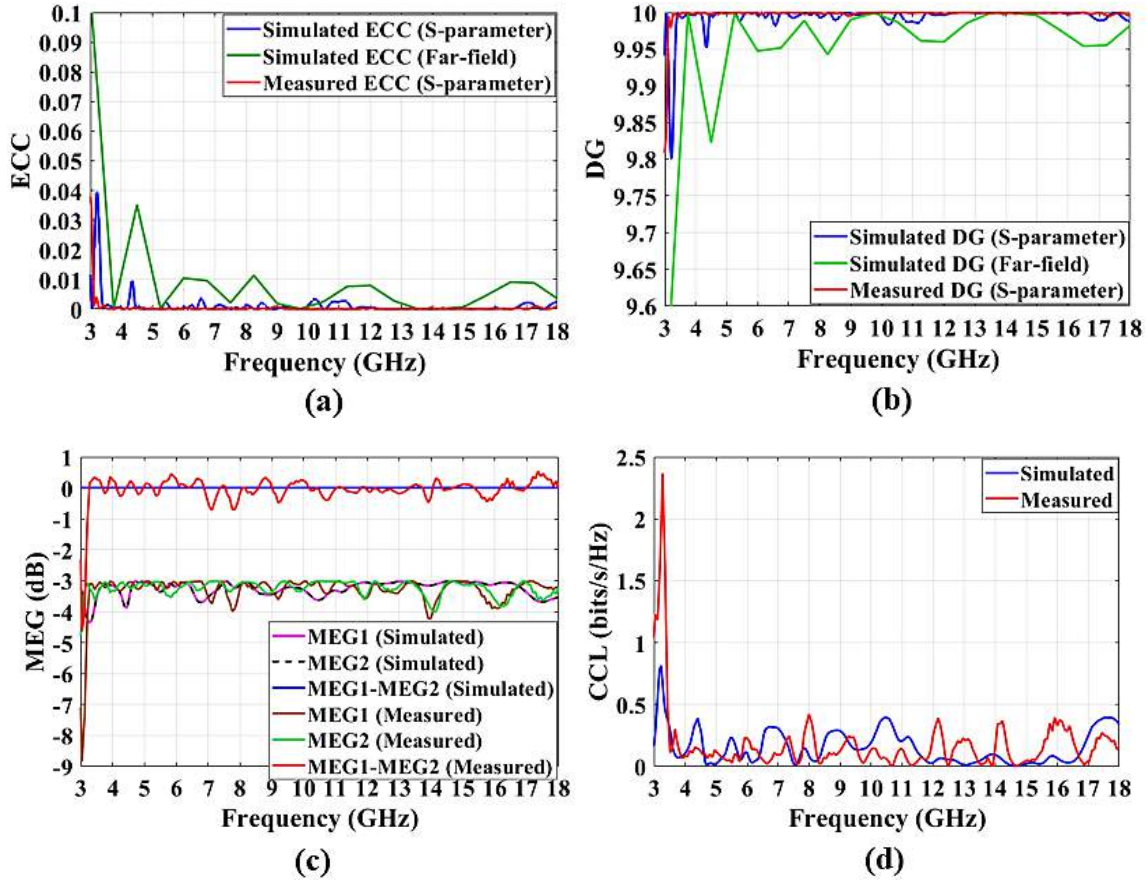 0.1
0.09
0.08
0.07
0.06
0.05
0.04
0.03
0.02
0.01
0
ECC
Simulated ECC (S-parameter)
Simulated ECC (Far-field)
Measured ECC (S-parameter)
3 4 5 6 7 8 9 10 11 12 13 14 15 16 17 18
Frequency (GHz)
(a)
10
9.95
9.9
9.85
9.8
9.75
9.7
9.65
9.6
DG
Simulated DG (S-parameter)
Simulated DG (Far-field)
Measured DG (S-parameter)
3 4 5 6 7 8 9 10 11 12 13 14 15 16 17 18
Frequency (GHz)
(b)
1
0
-1
-2
-3
-4
-5
-6
-7
-8
-9
MEG (dB)
MEG1 (Simulated)
MEG2 (Simulated)
MEG1-MEG2 (Simulated)
MEG1 (Measured)
MEG2 (Measured)
MEG1-MEG2 (Measured)
3 4 5 6 7 8 9 10 11 12 13 14 15 16 17 18
Frequency (GHz)
(c)
2.5
2
1.5
1
0.5
0
CCL (bits/s/Hz)
Simulated
Measured
3 4 5 6 7 8 9 10 11 12 13 14 15 16 17 18
Frequency (GHz)
(d)